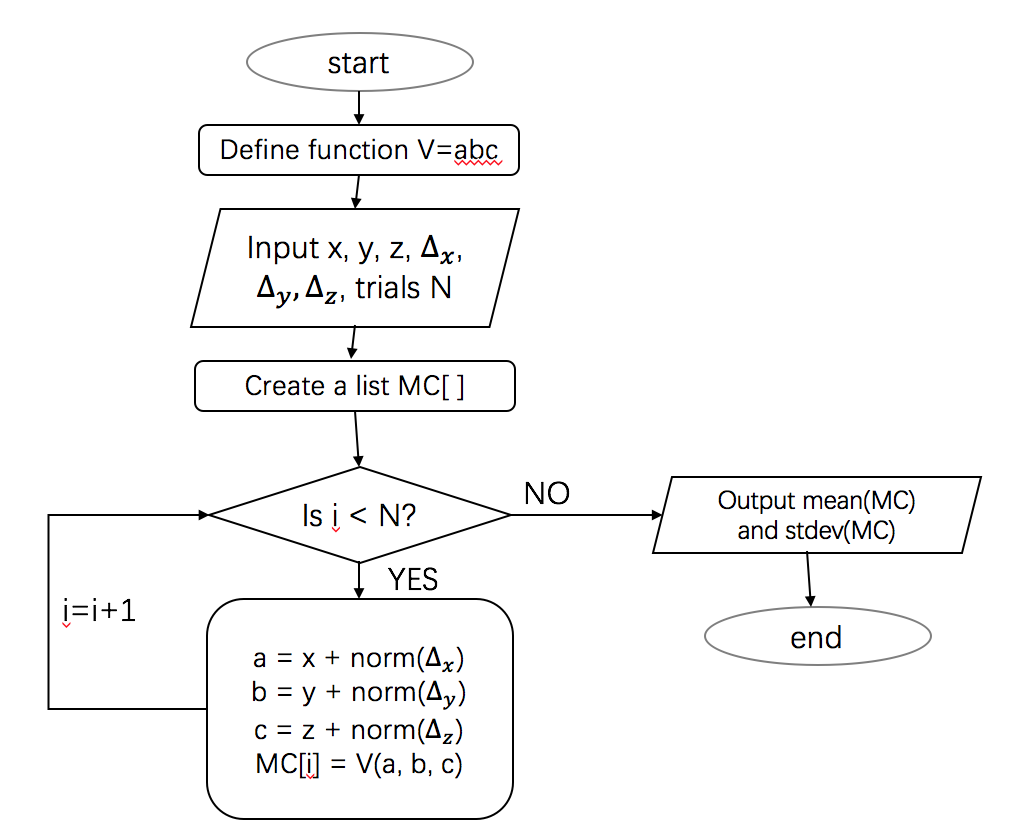 start
Define function V=abc
Input x, y, z, Δx,
Δy, Δz, trials N
Create a list MC[ ]
Is i < N?
NO
Output mean(MC)
and stdev(MC)
YES
i=i+1
end
a = x + norm(Δx)
b = y + norm(Δy)
c = z + norm(Δz)
MC[i] = V(a, b, c)